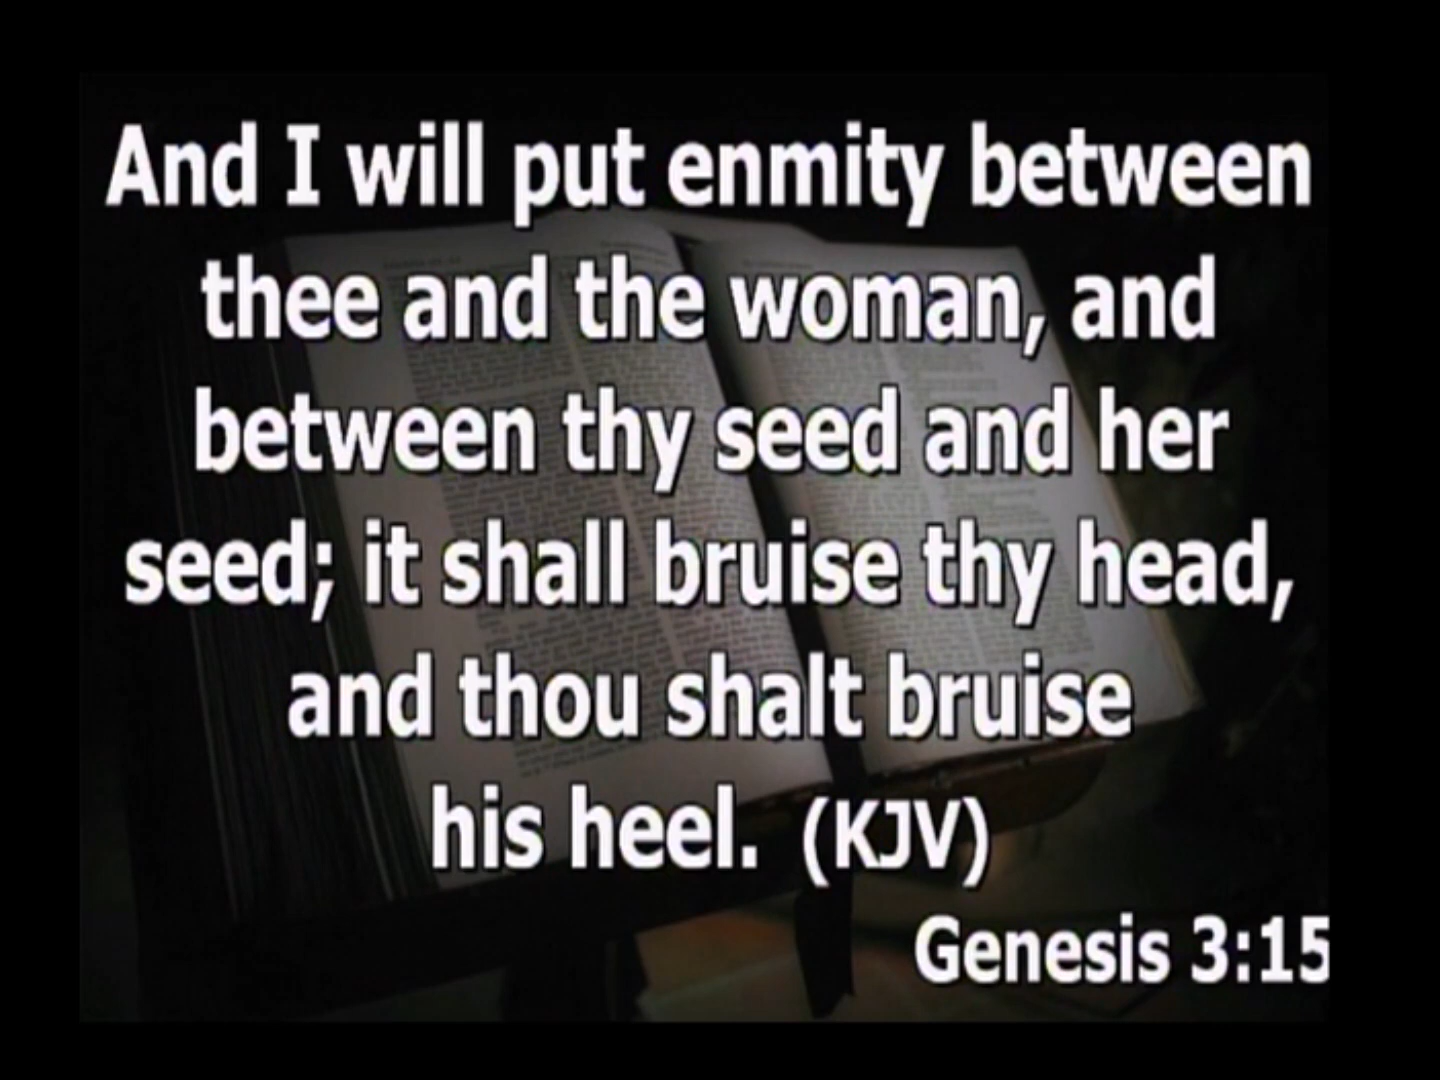 And I will put enmity between
thee and the woman, and
between thy seed and her
seed; it shall bruise thy head,
and thou shalt bruise
his heel. (KJV)
Genesis 3:15